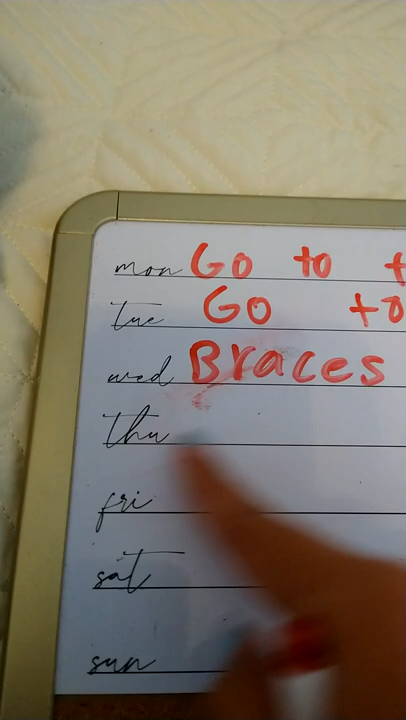 mon Go to t
tue Go to
wed Braces
thu
fri
sat
sun